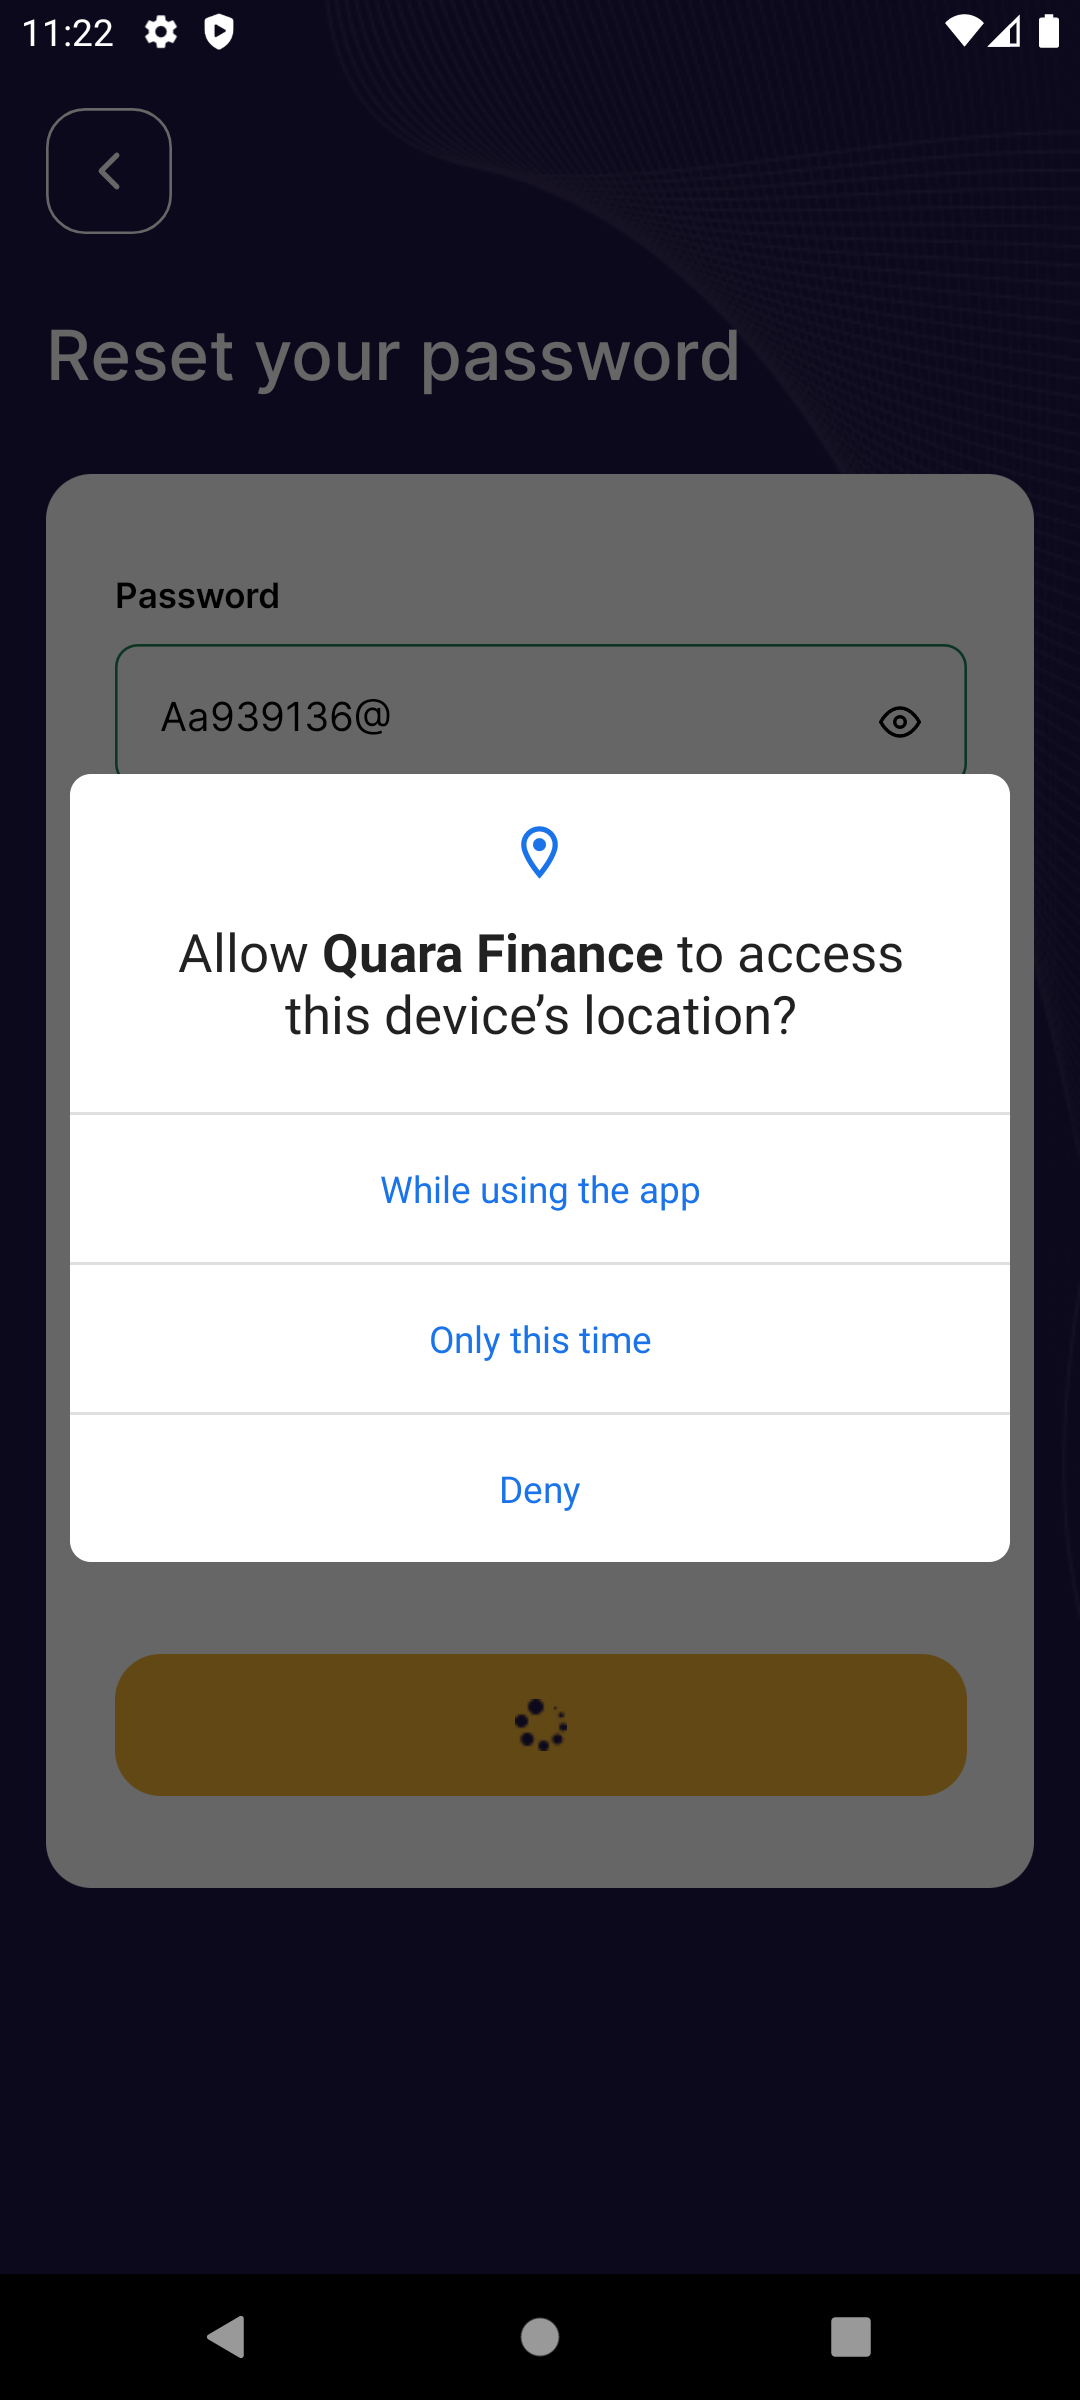 11:22
Reset your password
Password
Aa939136@
Allow Quara Finance to access
this device’s location?
While using the app
Only this time
Deny